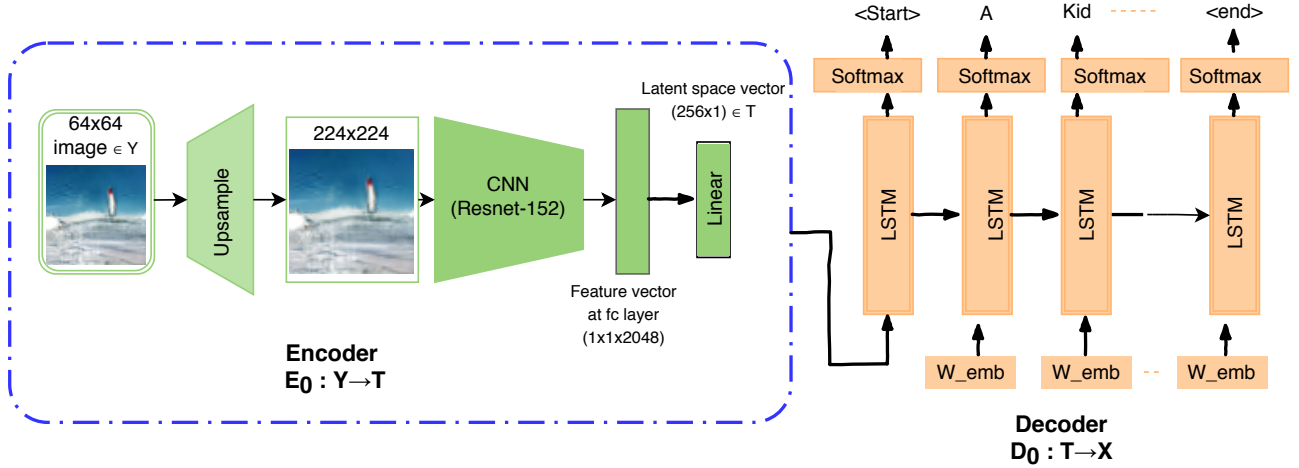 64x64
image ∈ Y
Upsample
224x224
CNN
(Resnet-152)
Feature vector
at fc layer
(1x1x2048)
Latent space vector
(256x1) ∈ T
Linear
Encoder
E0 : Y→T
<Start> A Kid <end>
Softmax Softmax Softmax Softmax
LSTM LSTM LSTM LSTM
W_emb W_emb W_emb
Decoder
D0 : T→X